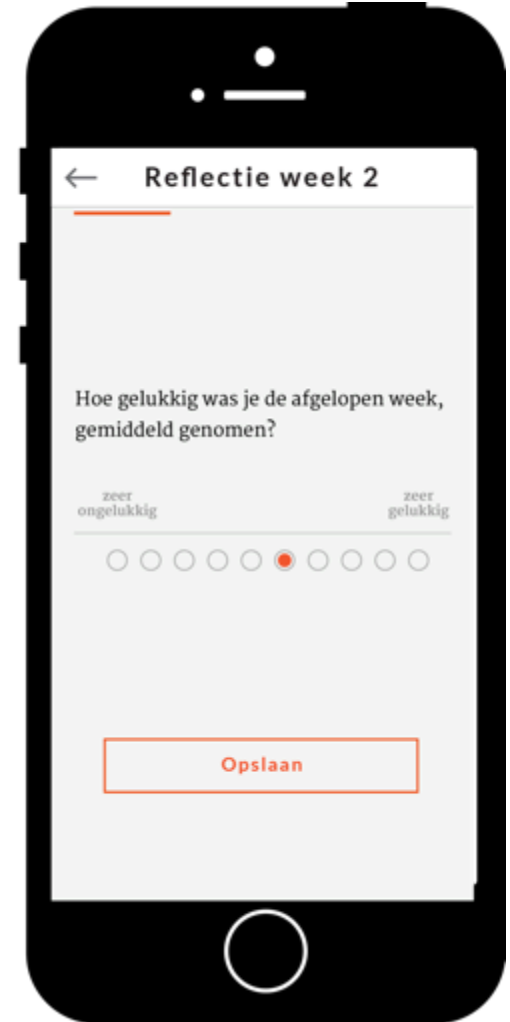 Reflectie week 2
Hoe gelukkig was je de afgelopen week,
gemiddeld genomen?
zeer
ongelukkig
zeer
gelukkig
Opslaan